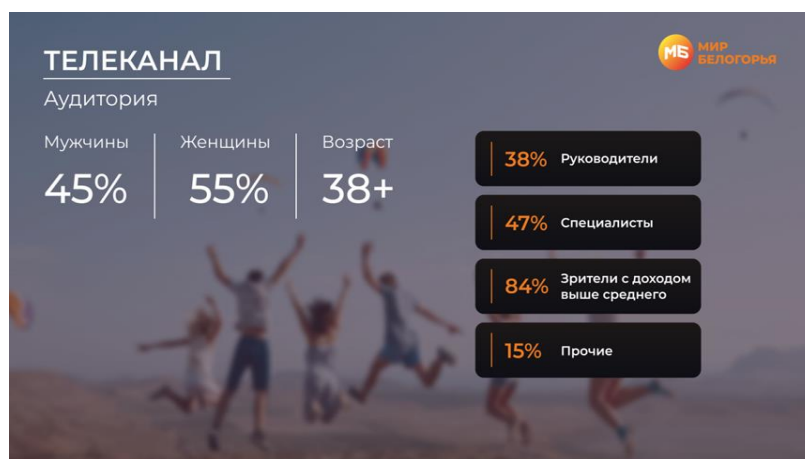 ТЕЛЕКАНАЛ
Аудитория
Мужчины
45%
Женщины
55%
Возраст
38+
МБ
МИР
БЕЛОГОРЬЯ
38% Руководители
47% Специалисты
84% Зрители с доходом
выше среднего
15% Прочие